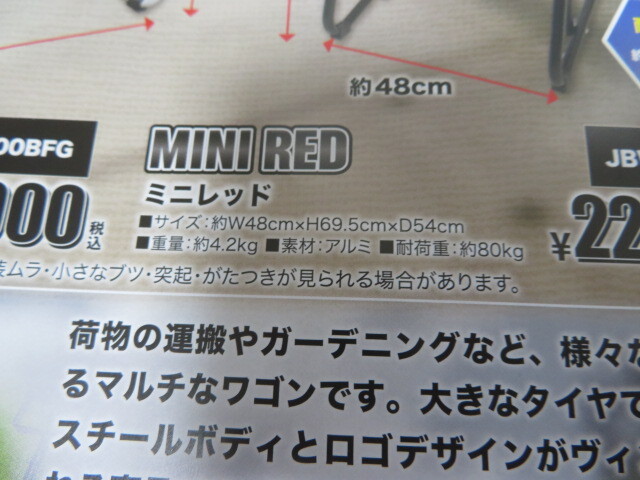 約48cm
00BFG
MINI RED
JB
000税込
ミニレッド
■サイズ:約W48cm×H69.5cm×D54cm
■重量:約4.2kg ■素材:アルミ ■耐荷重:約80kg
¥22
装ムラ・小さなブツ・突起・がたつきが見られる場合があります。
荷物の運搬やガーデニングなど、様々な
るマルチなワゴンです。大きなタイヤで
スチールボディとロゴデザインがヴィ